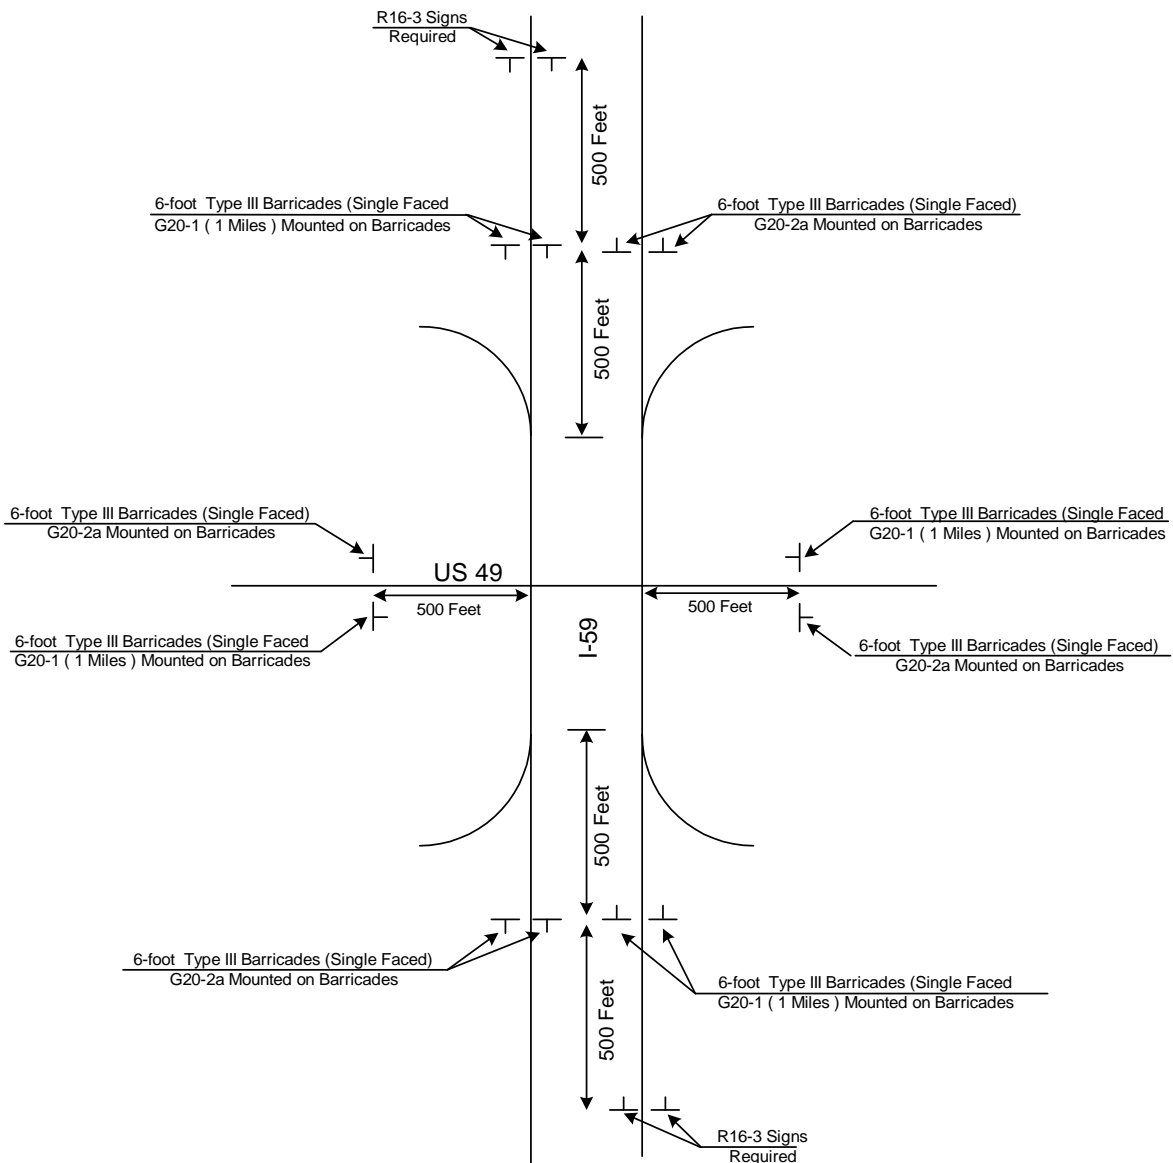 R16-3 Signs
Required
500 Feet
6-foot Type III Barricades (Single Faced
G20-1 ( 1 Miles ) Mounted on Barricades
6-foot Type III Barricades (Single Faced)
G20-2a Mounted on Barricades
500 Feet
6-foot Type III Barricades (Single Faced)
G20-2a Mounted on Barricades
6-foot Type III Barricades (Single Faced
G20-1 ( 1 Miles ) Mounted on Barricades
US 49
500 Feet
500 Feet
I-59
6-foot Type III Barricades (Single Faced
G20-1 ( 1 Miles ) Mounted on Barricades
6-foot Type III Barricades (Single Faced)
G20-2a Mounted on Barricades
500 Feet
6-foot Type III Barricades (Single Faced)
G20-2a Mounted on Barricades
6-foot Type III Barricades (Single Faced
G20-1 ( 1 Miles ) Mounted on Barricades
500 Feet
R16-3 Signs
Required